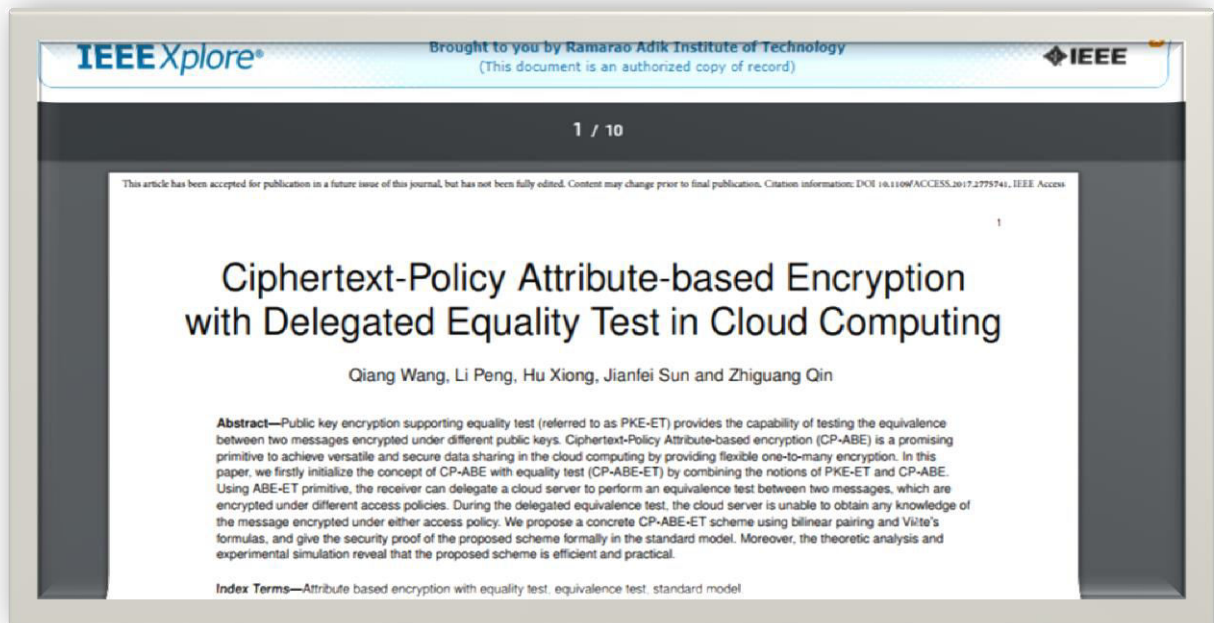 IEEE Xplore®
Brought to you by Ramarao Adik Institute of Technology
(This document is an authorized copy of record)
IEEE
1 / 10
This article has been accepted for publication in a future issue of this journal, but has not been fully edited. Content may change prior to final publication. Citation information: DOI 10.1109/ACCESS.2017.2775741, IEEE Access
1
Ciphertext-Policy Attribute-based Encryption
with Delegated Equality Test in Cloud Computing
Qiang Wang, Li Peng, Hu Xiong, Jianfei Sun and Zhiguang Qin
Abstract—Public key encryption supporting equality test (referred to as PKE-ET) provides the capability of testing the equivalence
between two messages encrypted under different public keys. Ciphertext-Policy Attribute-based encryption (CP-ABE) is a promising
primitive to achieve versatile and secure data sharing in the cloud computing by providing flexible one-to-many encryption. In this
paper, we firstly initialize the concept of CP-ABE with equality test (CP-ABE-ET) by combining the notions of PKE-ET and CP-ABE.
Using ABE-ET primitive, the receiver can delegate a cloud server to perform an equivalence test between two messages, which are
encrypted under different access policies. During the delegated equivalence test, the cloud server is unable to obtain any knowledge of
the message encrypted under either access policy. We propose a concrete CP-ABE-ET scheme using bilinear pairing and
formulas, and give the security proof of the proposed scheme formally in the standard model. Moreover, the theoretic analysis and
experimental simulation reveal that the proposed scheme is efficient and practical.
Index Terms—Attribute based encryption with equality test, equivalence test, standard model